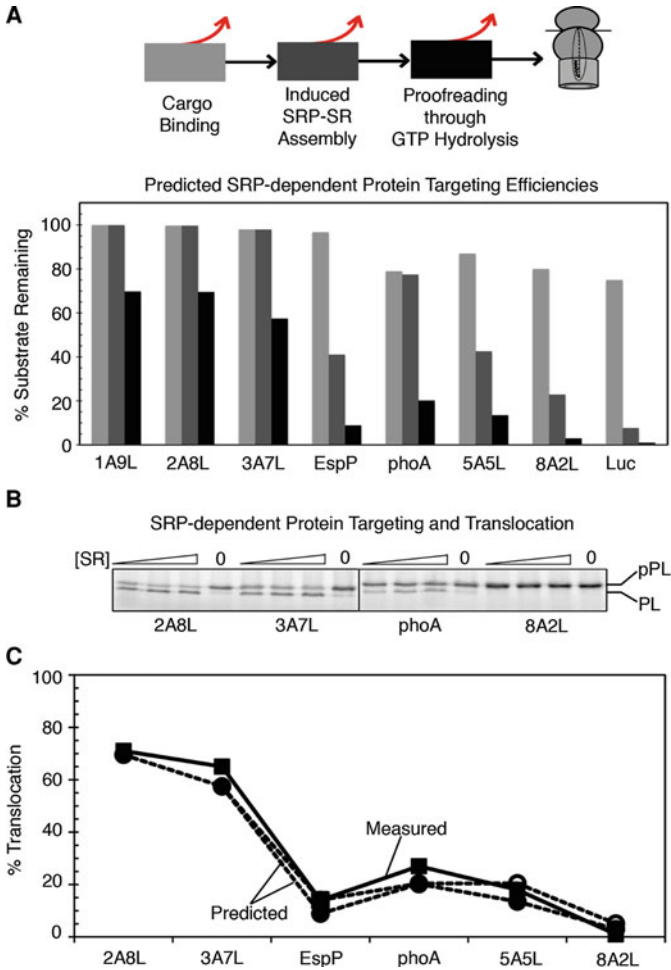 A
Cargo
Binding
Induced
SRP-SR
Assembly
Proofreading
through
GTP Hydrolysis
Predicted SRP-dependent Protein Targeting Efficiencies
% Substrate Remaining
100
80
60
40
20
0
1A9L 2A8L 3A7L EspP phoA 5A5L 8A2L Luc
B
SRP-dependent Protein Targeting and Translocation
[SR] 0 0 0 0
pPL
PL
2A8L 3A7L phoA 8A2L
C
% Translocation
100
80
60
40
20
0
Measured
Predicted
2A8L 3A7L EspP phoA 5A5L 8A2L